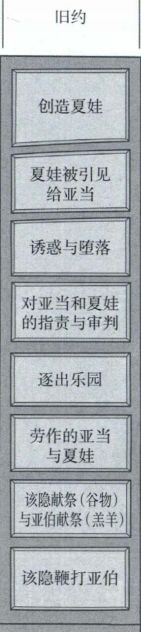 旧约
创造夏娃
夏娃被引见
给亚当
诱惑与堕落
对亚当和夏娃
的指责与审判
逐出乐园
劳作的亚当
与夏娃
该隐献祭(谷物)
与亚伯献祭(羔羊)
该隐鞭打亚伯